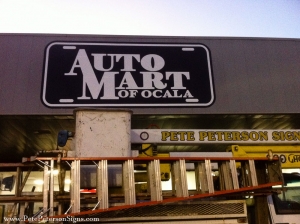 AUTO
MART
OF OCALA
PETE PETERSON SIGN
www.PetePetersonSigns.com